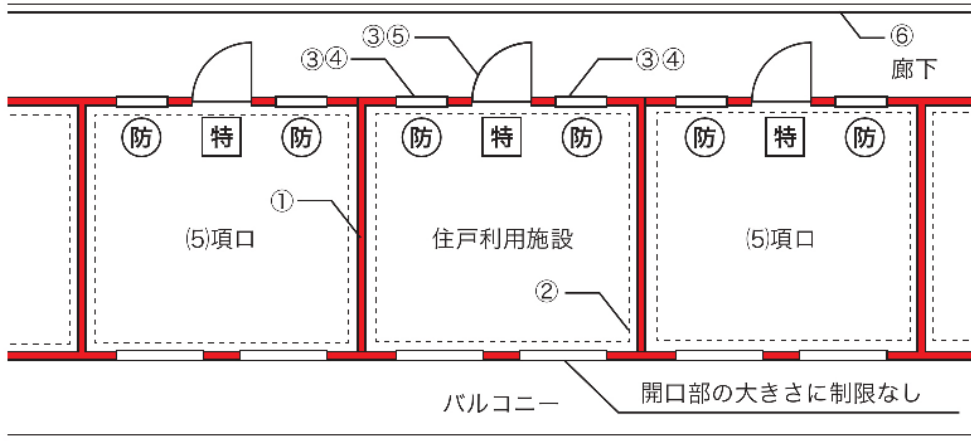 ③⑤
⑥
③④
③④
廊下
防
特
防
防
特
防
防
特
防
①
⑸項ロ
住戸利用施設
⑸項ロ
②
バルコニー
開口部の大きさに制限なし